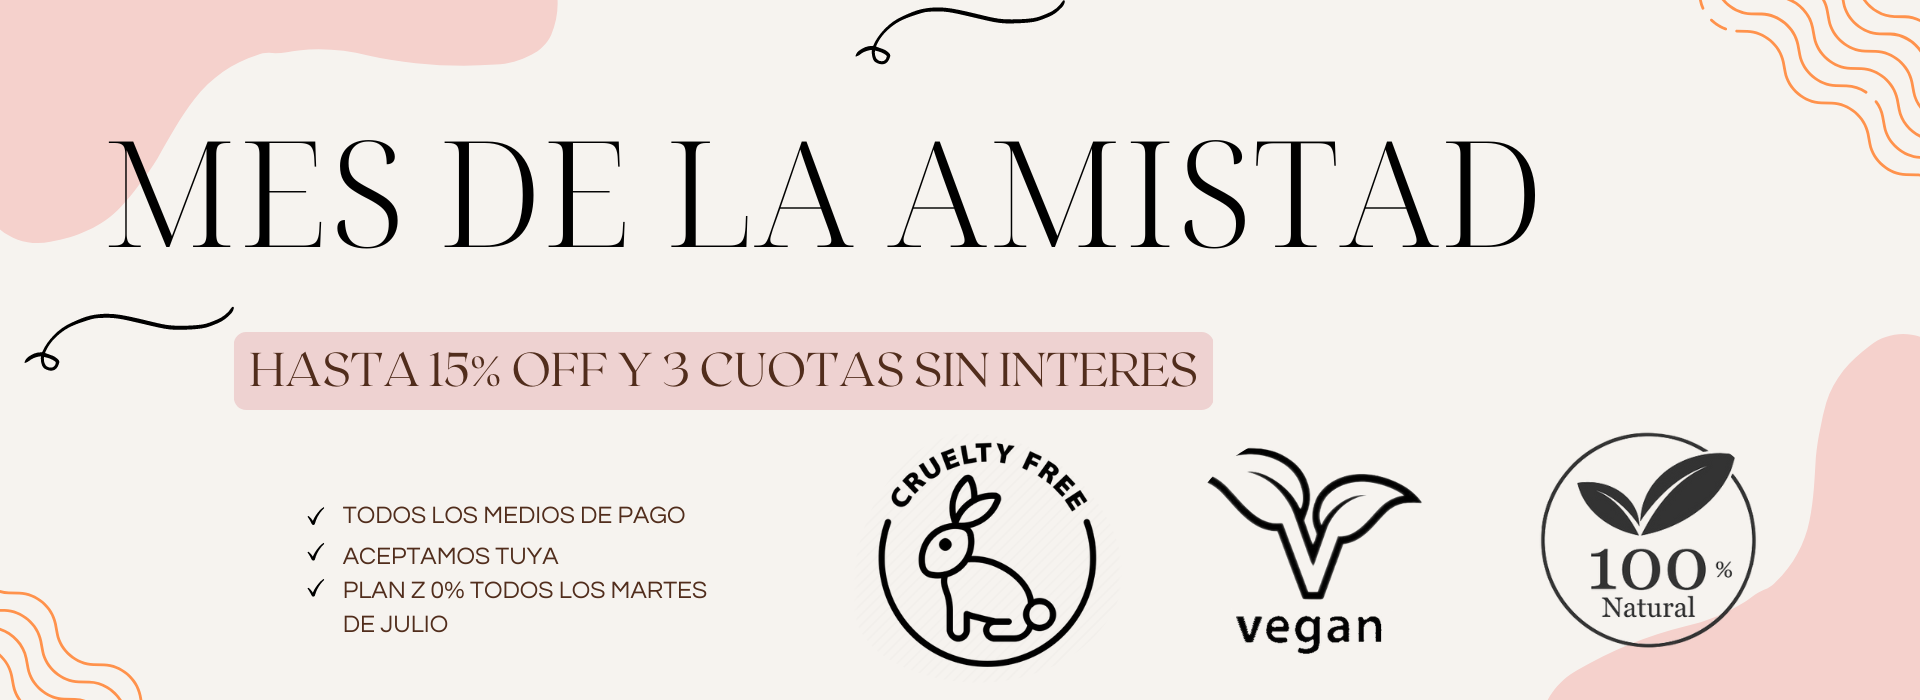 MES DE LA AMISTAD
HASTA 15% OFF Y 3 CUOTAS SIN INTERES
TODOS LOS MEDIOS DE PAGO
ACEPTAMOS TUYA
PLAN Z 0% TODOS LOS MARTES
DE JULIO
CRUELTY FREE
vegan
100 %
Natural